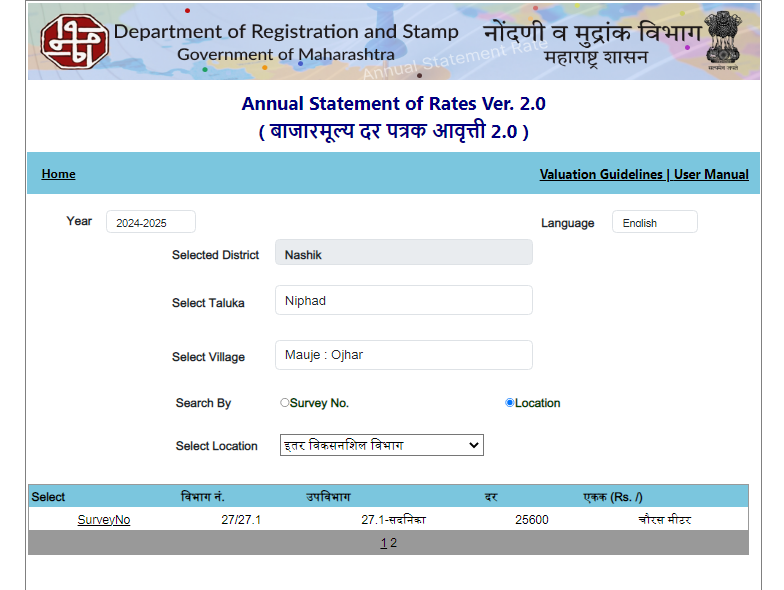 Department of Registration and Stamp
Government of Maharashtra
नोंदणी व मुद्रांक विभाग
महाराष्ट्र शासन
सत्यमेव जयते
Annual Statement Rate
Annual Statement of Rates Ver. 2.0
( बाजारमूल्य दर पत्रक आवृत्ती 2.0 )
Home Valuation Guidelines | User Manual
Year 2024-2025 Language English
Selected District Nashik
Select Taluka Niphad
Select Village Mauje : Ojhar
Search By Survey No. Location
Select Location इतर विकसनशिल विभाग
Select विभाग नं. उपविभाग दर एकक (Rs. /)
SurveyNo 27/27.1 27.1-सदनिका 25600 चौरस मीटर
1 2